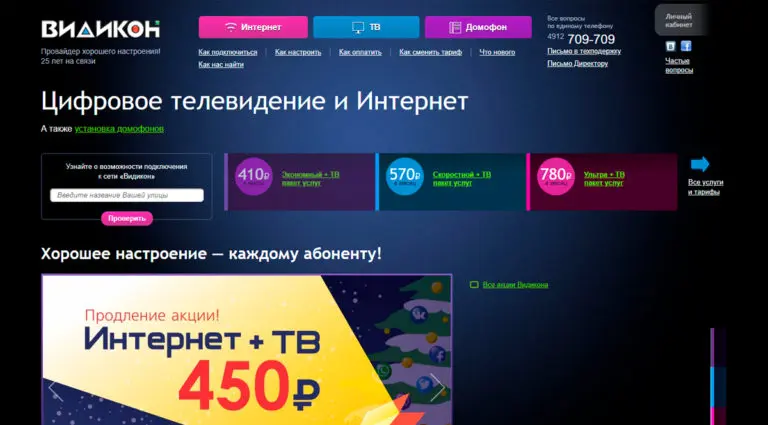 ВИДИКОН
Провайдер хорошего настроения!
25 лет на связи
Интернет
ТВ
Домофон
Как подключиться
Как настроить
Как оплатить
Как сменить тариф
Что нового
Как нас найти
Все вопросы
по единому телефону
4912 709-709
Письмо в техподдержку
Письмо Директору
Личный
кабинет
Частые
вопросы
Цифровое телевидение и Интернет
А также установка домофонов
Узнайте о возможности подключения
к сети «Видикон»
Введите название Вашей улицы
Проверить
410₽
в месяц
Экономный + ТВ
пакет услуг
570₽
в месяц
Скоростной + ТВ
пакет услуг
780₽
в месяц
Ультра + ТВ
пакет услуг
Все услуги
и тарифы
Хорошее настроение — каждому абоненту!
Продление акции!
Интернет + ТВ
450₽
Все акции Видикона